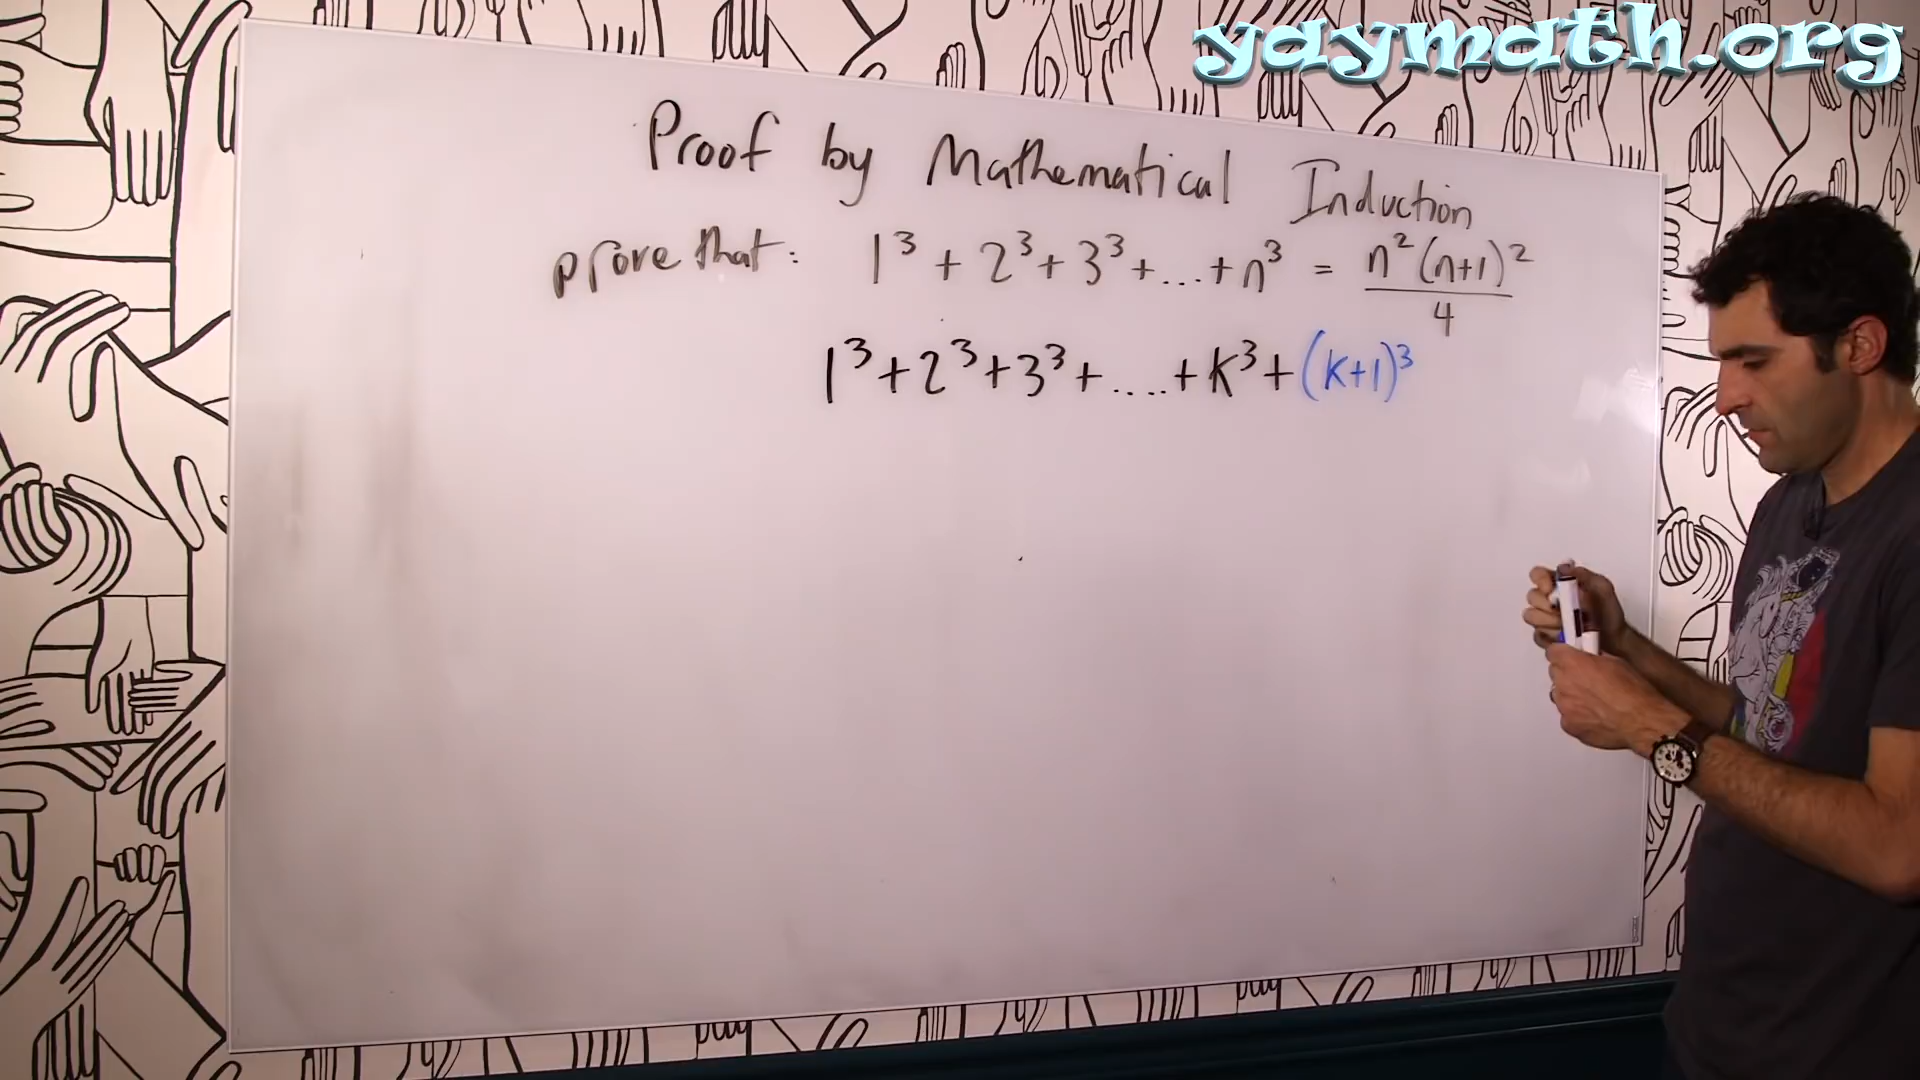 yaymath.org
Proof by Mathematical Induction
prove that: 1³ + 2³ + 3³ + ... + n³ = n²(n+1)²/4
1³ + 2³ + 3³ + ..... + k³ + (k+1)³